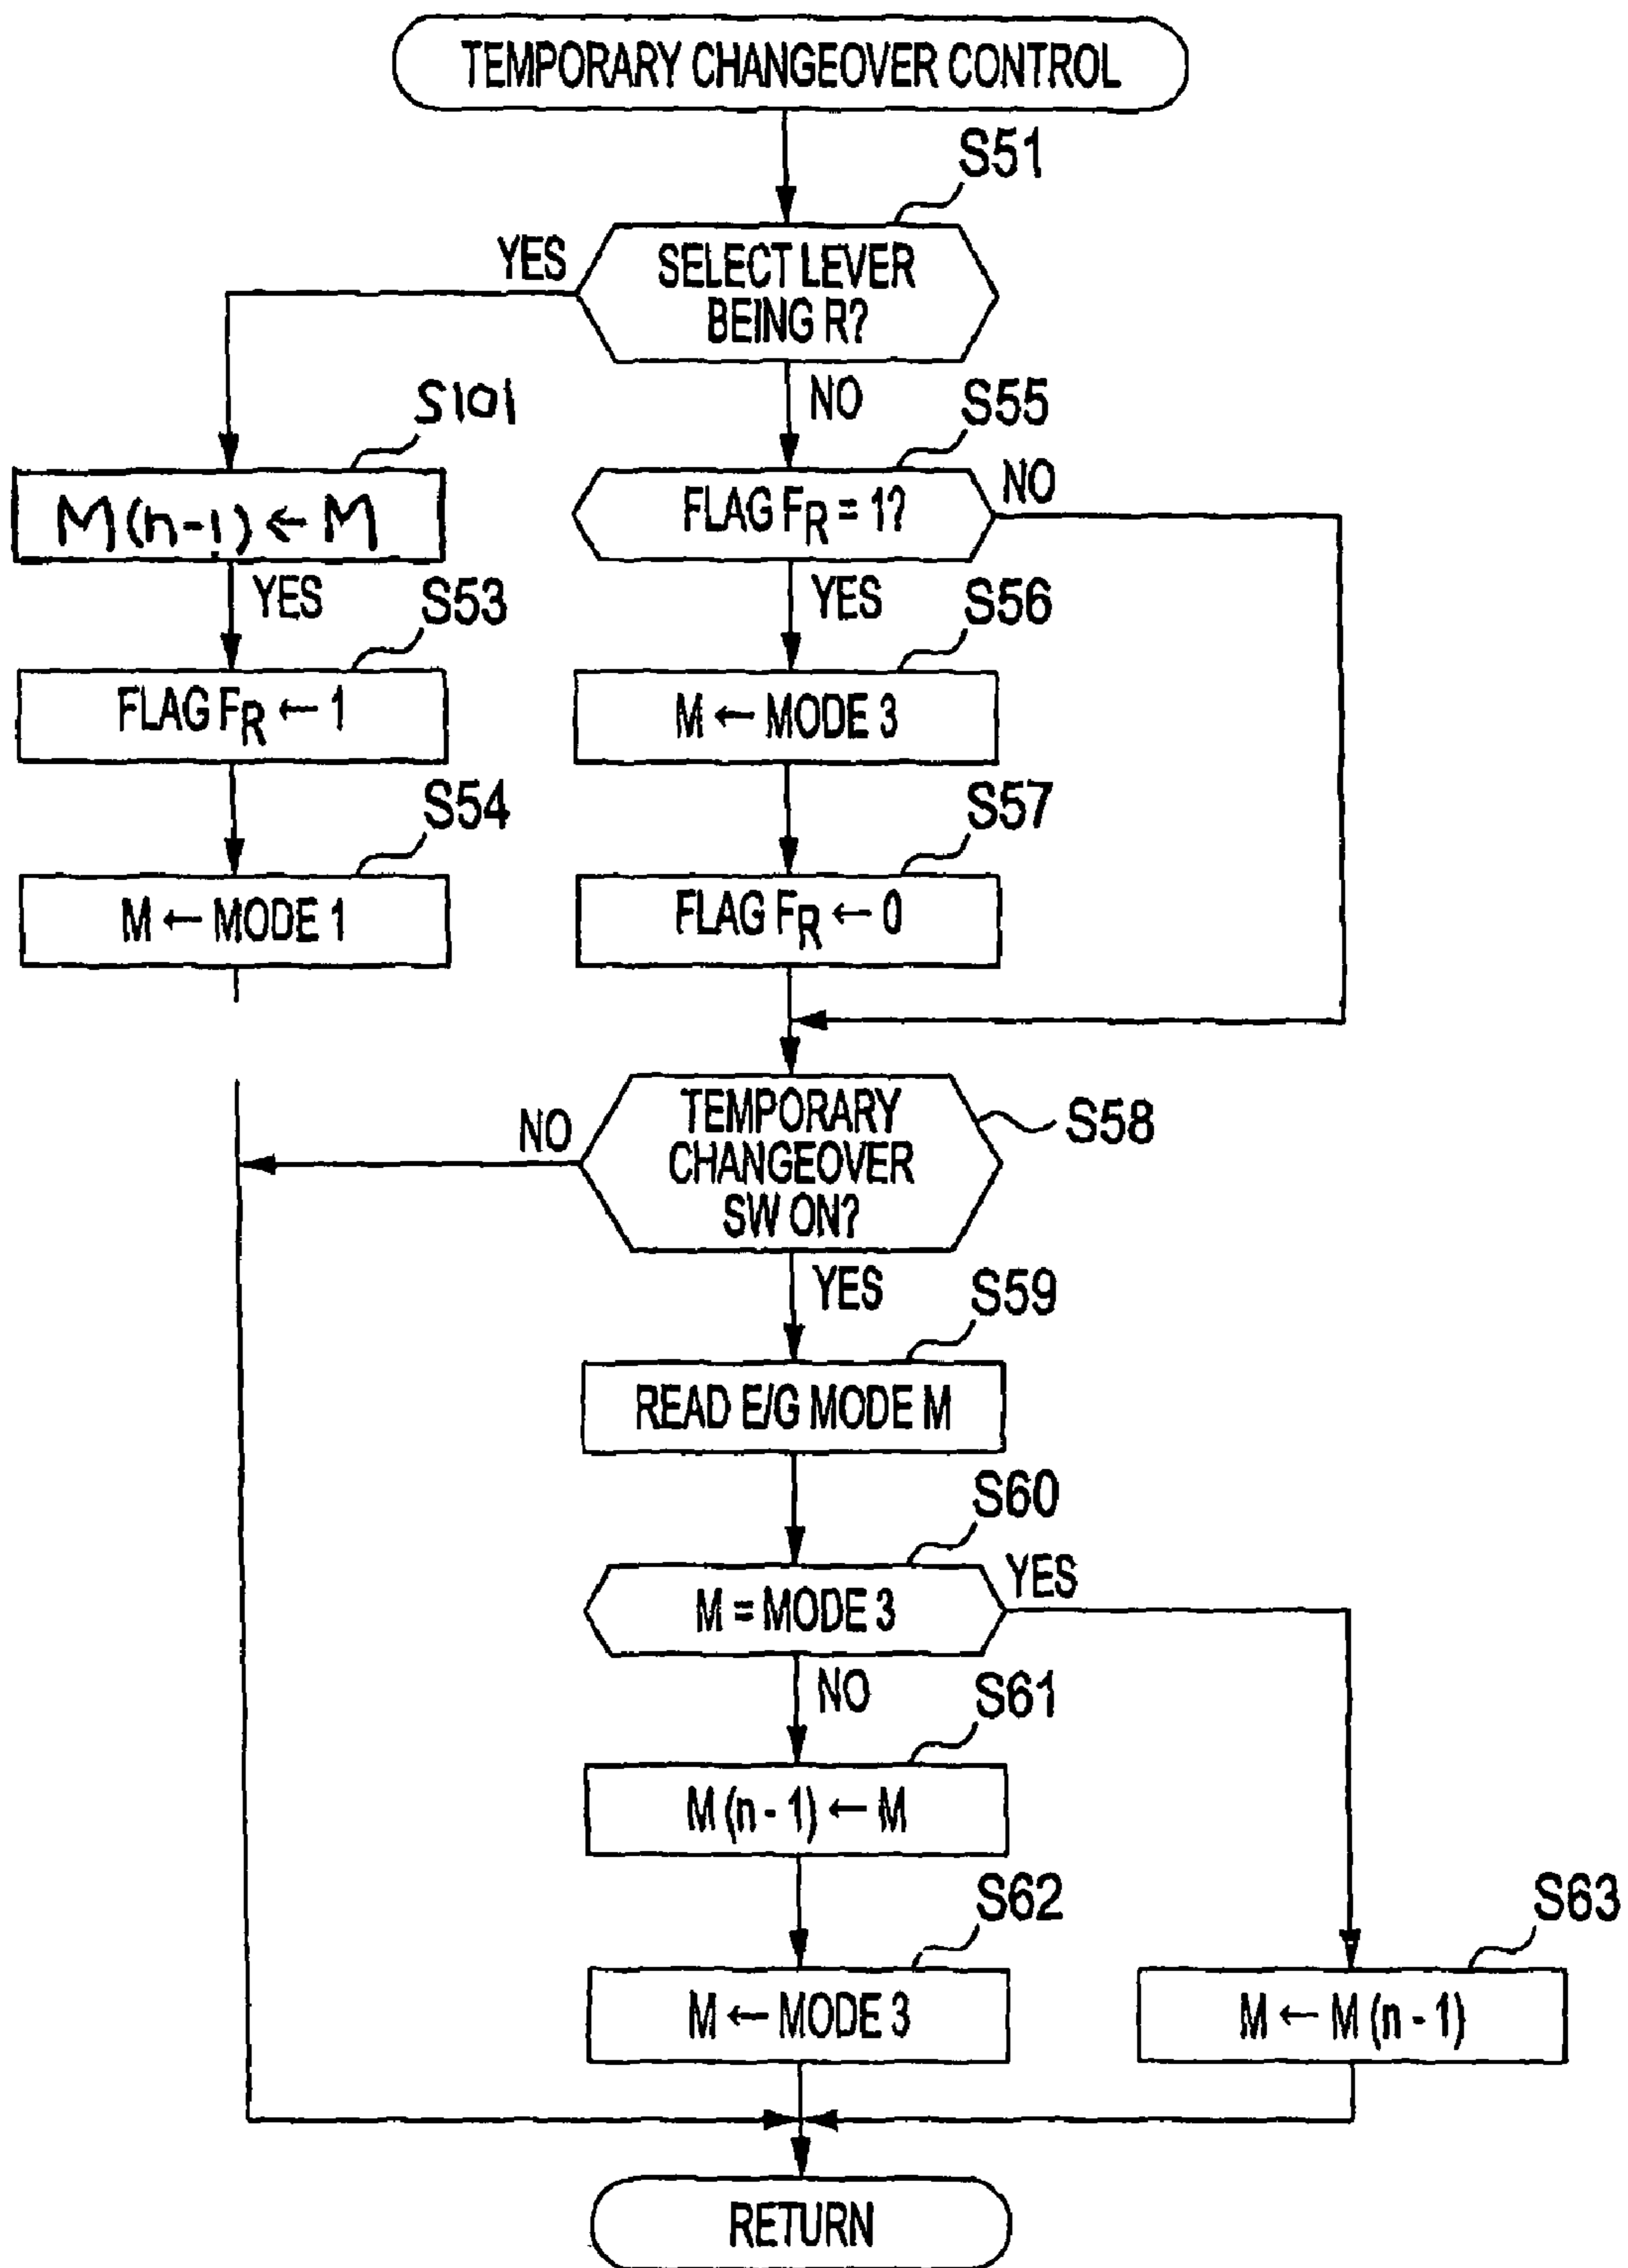 TEMPORARY CHANGEOVER CONTROL
S51
YES
SELECT LEVER
BEING R?
NO
S101
S55
M(n-1) ← M
FLAG FR = 1?
NO
YES
S53
YES
S56
FLAG FR ← 1
M ← MODE 3
S54
S57
M ← MODE 1
FLAG FR ← 0
NO
TEMPORARY
CHANGEOVER
SW ON?
S58
YES
S59
READ E/G MODE M
S60
M = MODE 3
YES
NO
S61
M (n - 1) ← M
S62
S63
M ← MODE 3
M ← M (n - 1)
RETURN